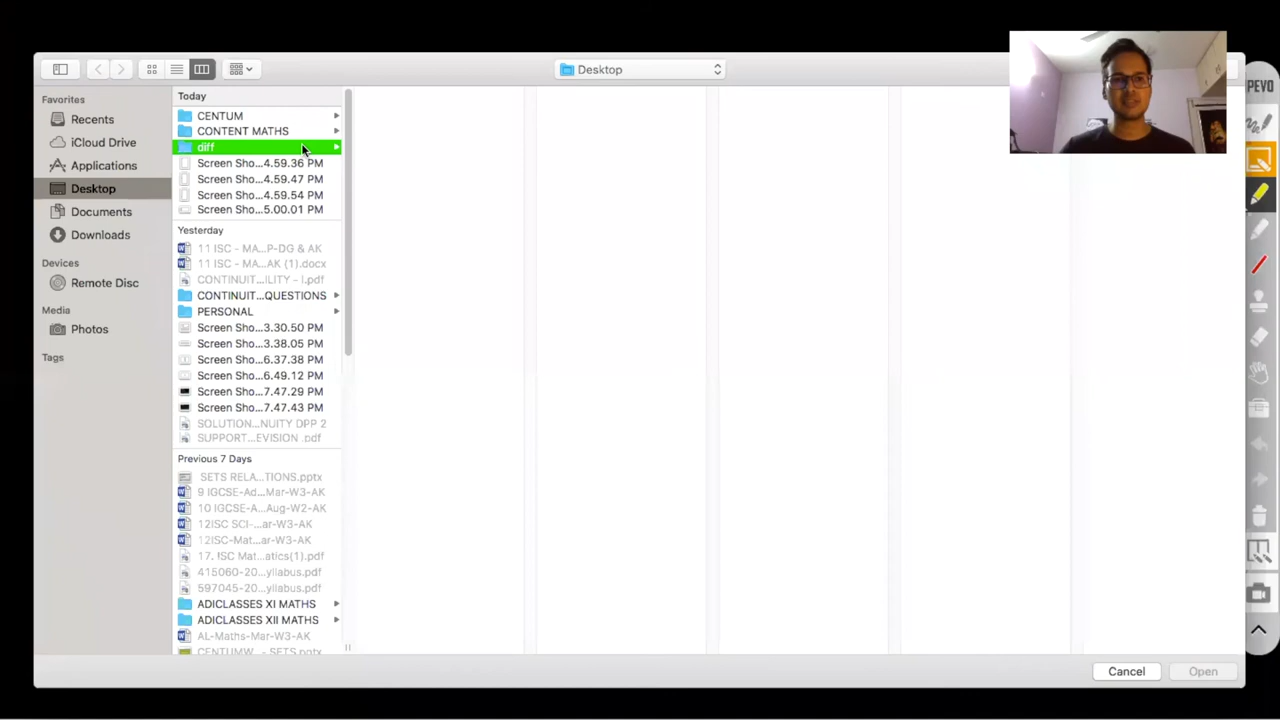 Desktop
IPEVO
Favorites
Recents
iCloud Drive
Applications
Desktop
Documents
Downloads
Devices
Remote Disc
Media
Photos
Tags
Today
CENTUM
CONTENT MATHS
diff
Screen Sho...4.59.36 PM
Screen Sho...4.59.47 PM
Screen Sho...4.59.54 PM
Screen Sho...5.00.01 PM
Yesterday
11 ISC - MA...P-DG & AK
11 ISC - MA...AK (1).docx
CONTINUIT...ILITY - I.pdf
CONTINUIT...QUESTIONS
PERSONAL
Screen Sho...3.30.50 PM
Screen Sho...3.38.05 PM
Screen Sho...6.37.38 PM
Screen Sho...6.49.12 PM
Screen Sho...7.47.29 PM
Screen Sho...7.47.43 PM
SOLUTION...NUITY DPP 2
SUPPORT...EVISION .pdf
Previous 7 Days
SETS RELA...TIONS.pptx
9 IGCSE-Ad...Mar-W3-AK
10 IGCSE-A...Aug-W2-AK
12ISC SCI-...ar-W3-AK
12ISC-Mat...ar-W3-AK
17. ISC Mat...atics(1).pdf
415060-20...yllabus.pdf
597045-20...yllabus.pdf
ADICLASSES XI MATHS
ADICLASSES XII MATHS
AL-Maths-Mar-W3-AK
CENTUMW... - SETS.pptx
Cancel
Open